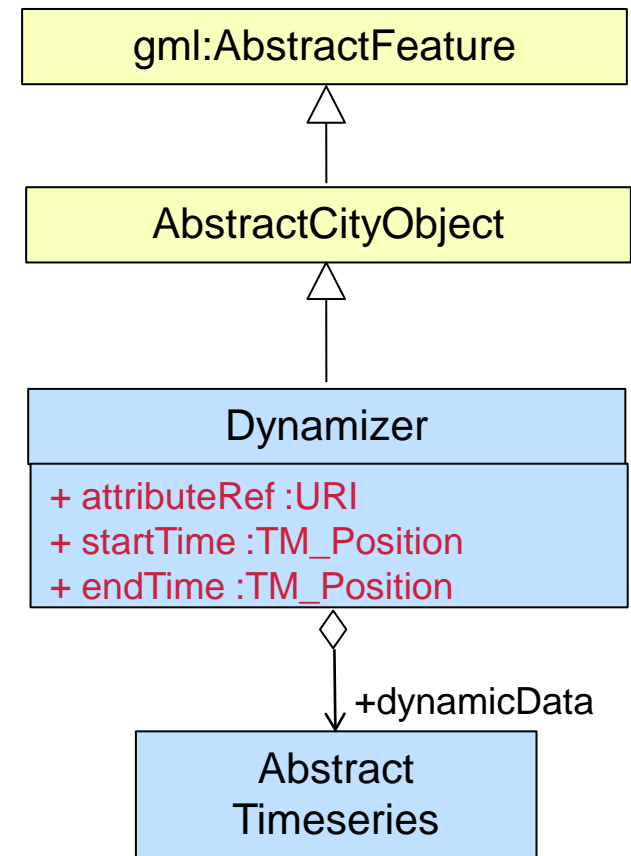 gml:AbstractFeature
AbstractCityObject
Dynamizer
+ attributeRef :URI
+ startTime :TM_Position
+ endTime :TM_Position
+dynamicData
Abstract
Timeseries